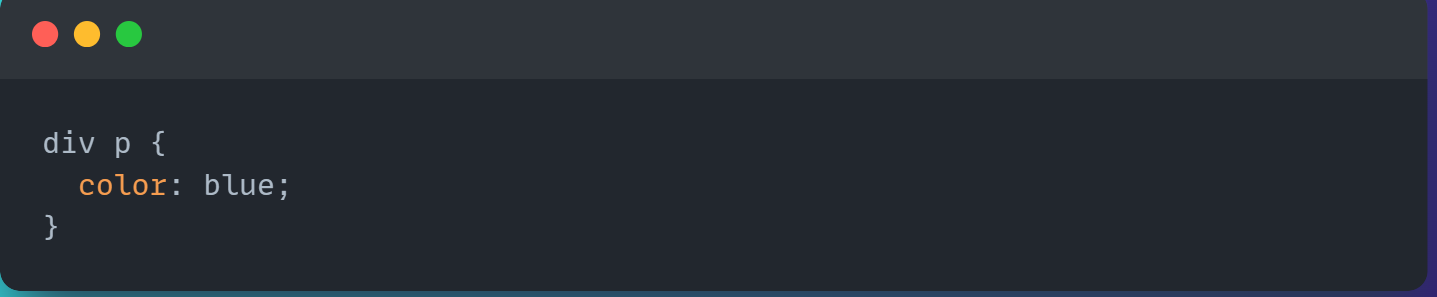 div p {
  color: blue;
}